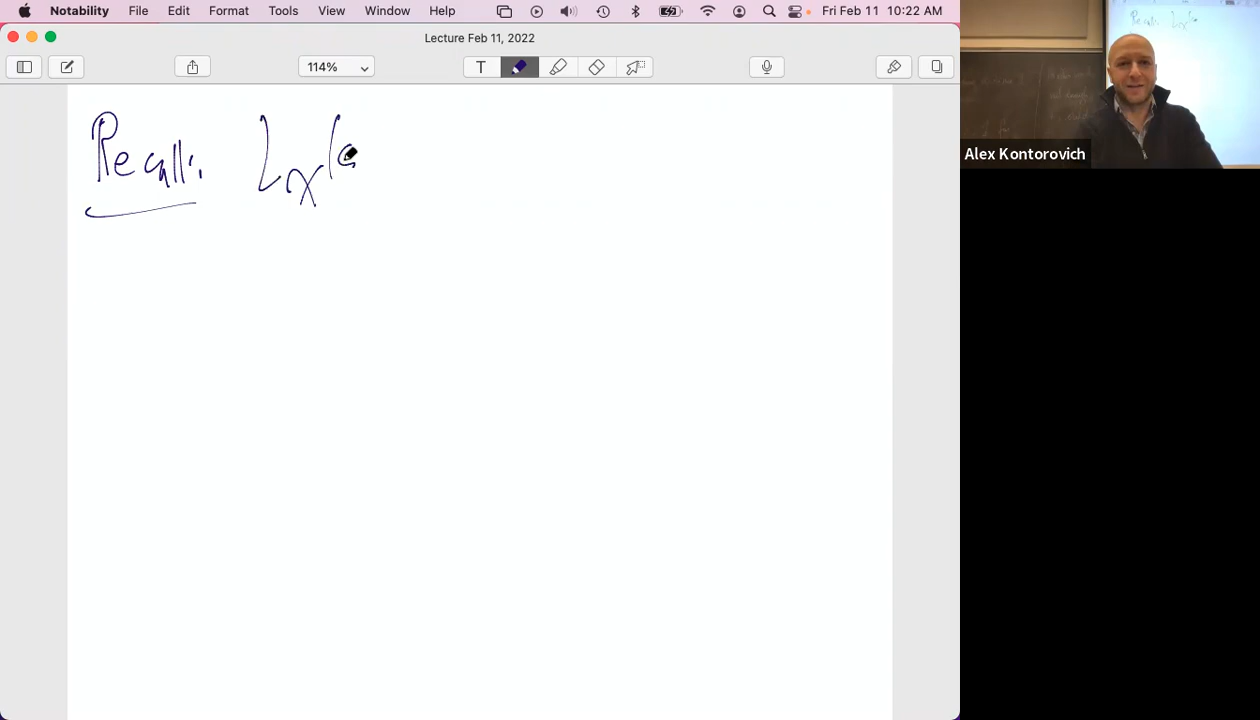 Notability File Edit Format Tools View Window Help Fri Feb 11 10:22 AM
Lecture Feb 11, 2022
114% T
Recall: L_χ(s
Alex Kontorovich